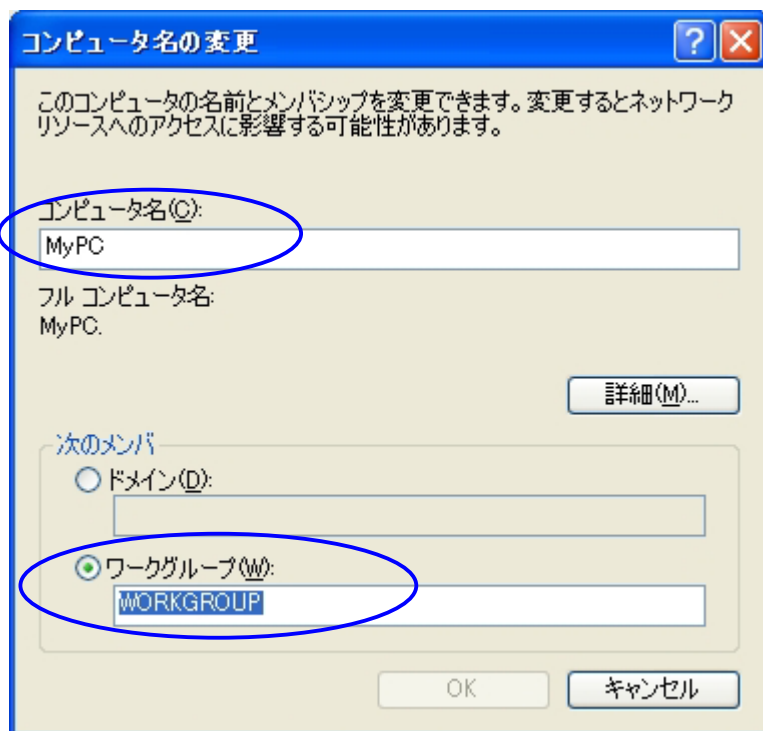 コンピュータ名の変更
このコンピュータの名前とメンバシップを変更できます。変更するとネットワーク
リソースへのアクセスに影響する可能性があります。
コンピュータ名(C):
MyPC
フル コンピュータ名:
MyPC.
詳細(M)...
次のメンバ
ドメイン(D):
ワークグループ(W):
WORKGROUP
OK キャンセル